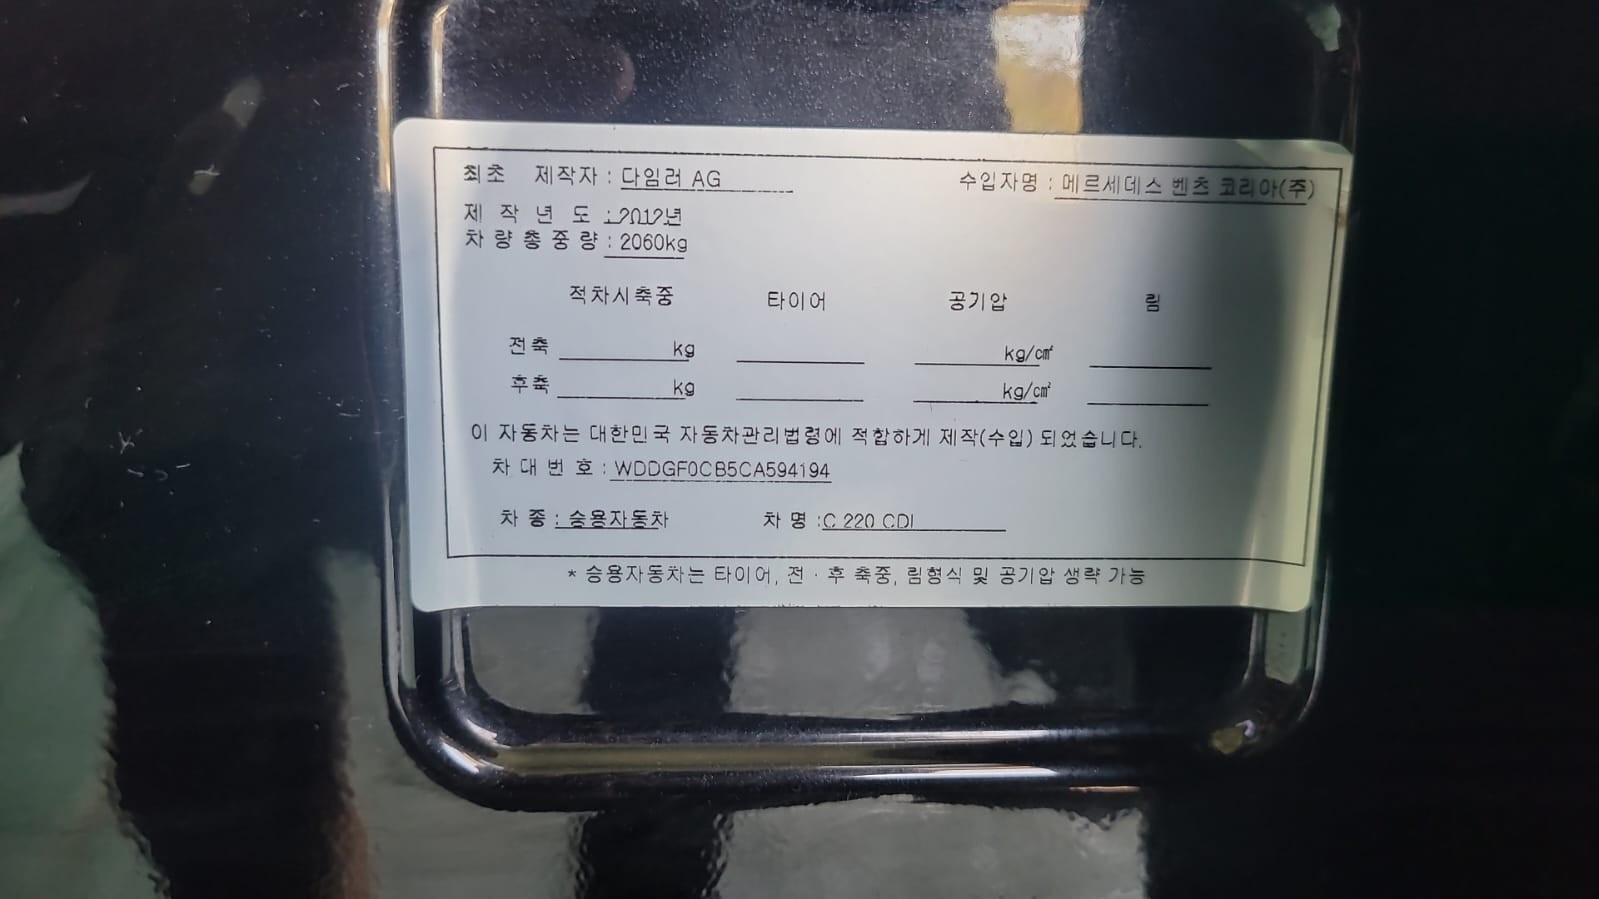 최초 제작자 : 다임러 AG 수입자명 : 메르세데스 벤츠 코리아(주)
제 작 년 도 : 2012년
차 량 총 중 량 : 2060kg
적차시축중 타이어 공기압 림
전축 kg kg/㎠
후축 kg kg/㎠
이 자동차는 대한민국 자동차관리법령에 적합하게 제작(수입) 되었습니다.
차 대 번 호 : WDDGF0CB5CA594194
차 종 : 승용자동차 차 명 : C 220 CDI
* 승용자동차는 타이어, 전 · 후 축중, 림형식 및 공기압 생략 가능